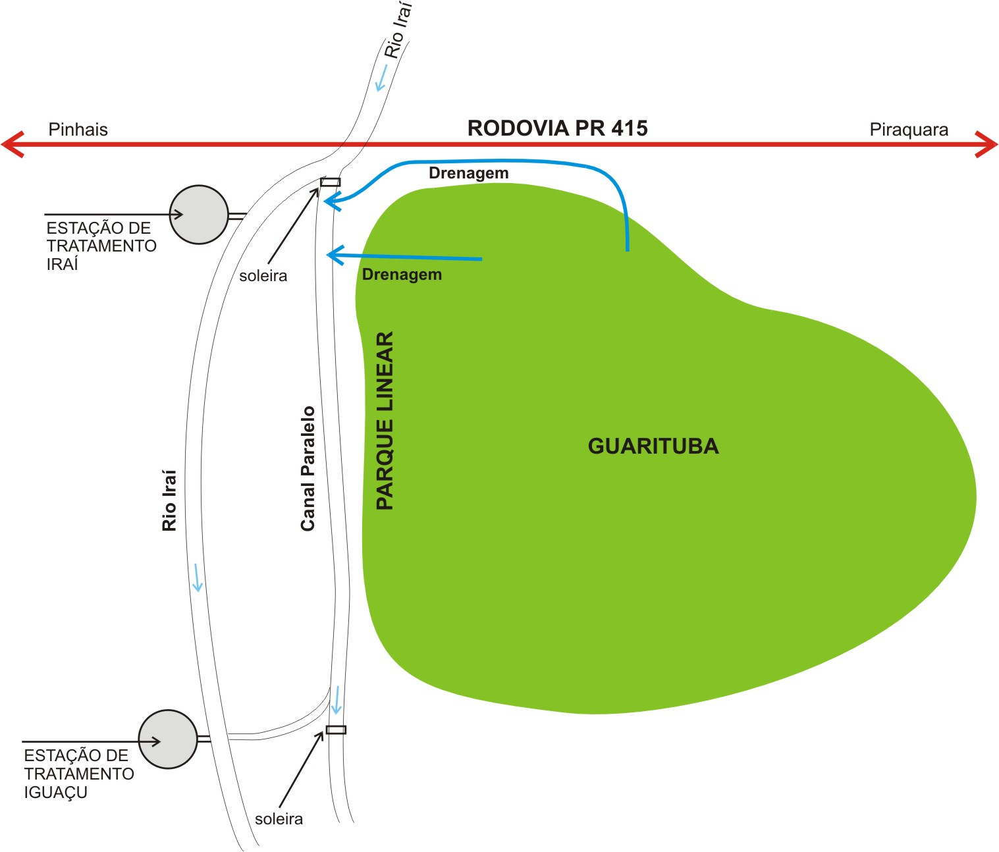 Rio Iraí
Pinhais
RODOVIA PR 415
Piraquara
Drenagem
ESTAÇÃO DE
TRATAMENTO
IRAÍ
soleira
Drenagem
PARQUE LINEAR
Canal Paralelo
GUARITUBA
Rio Iraí
ESTAÇÃO DE
TRATAMENTO
IGUAÇU
soleira